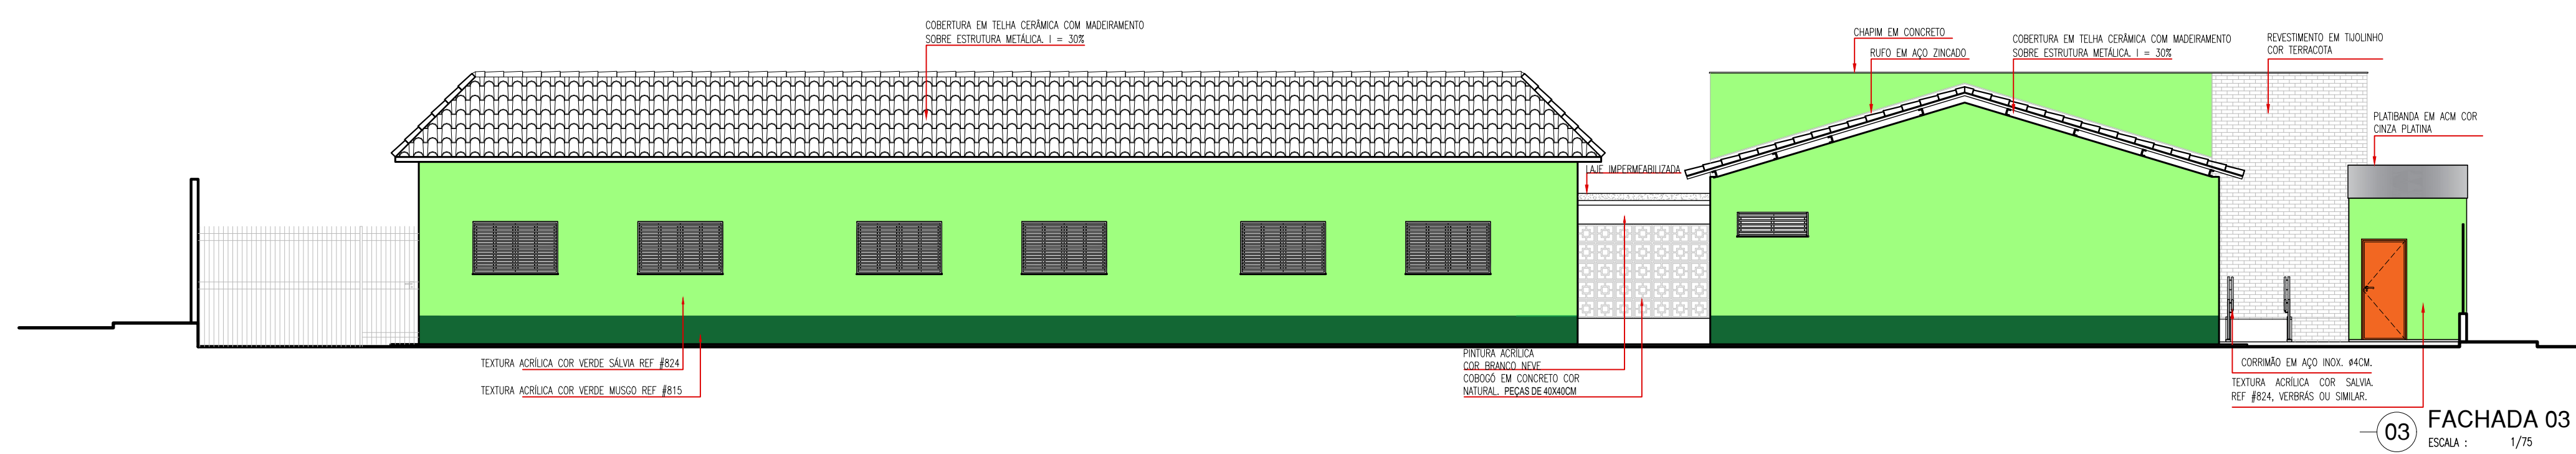 COBERTURA EM TELHA CERÂMICA COM MADEIRAMENTO
SOBRE ESTRUTURA METÁLICA. I = 30%
CHAPIM EM CONCRETO
RUFO EM AÇO ZINCADO
COBERTURA EM TELHA CERÂMICA COM MADEIRAMENTO
SOBRE ESTRUTURA METÁLICA. I = 30%
REVESTIMENTO EM TIJOLINHO
COR TERRACOTA
PLATIBANDA EM ACM COR
CINZA PLATINA
LAJE IMPERMEABILIZADA
TEXTURA ACRÍLICA COR VERDE SÁLVIA REF #824
TEXTURA ACRÍLICA COR VERDE MUSGO REF #815
PINTURA ACRÍLICA
COR BRANCO NEVE
COBOGÓ EM CONCRETO COR
NATURAL. PEÇAS DE 40X40CM
CORRIMÃO EM AÇO INOX. ø4CM.
TEXTURA ACRÍLICA COR SALVIA.
REF #824, VERBRÁS OU SIMILAR.
03 FACHADA 03
ESCALA : 1/75